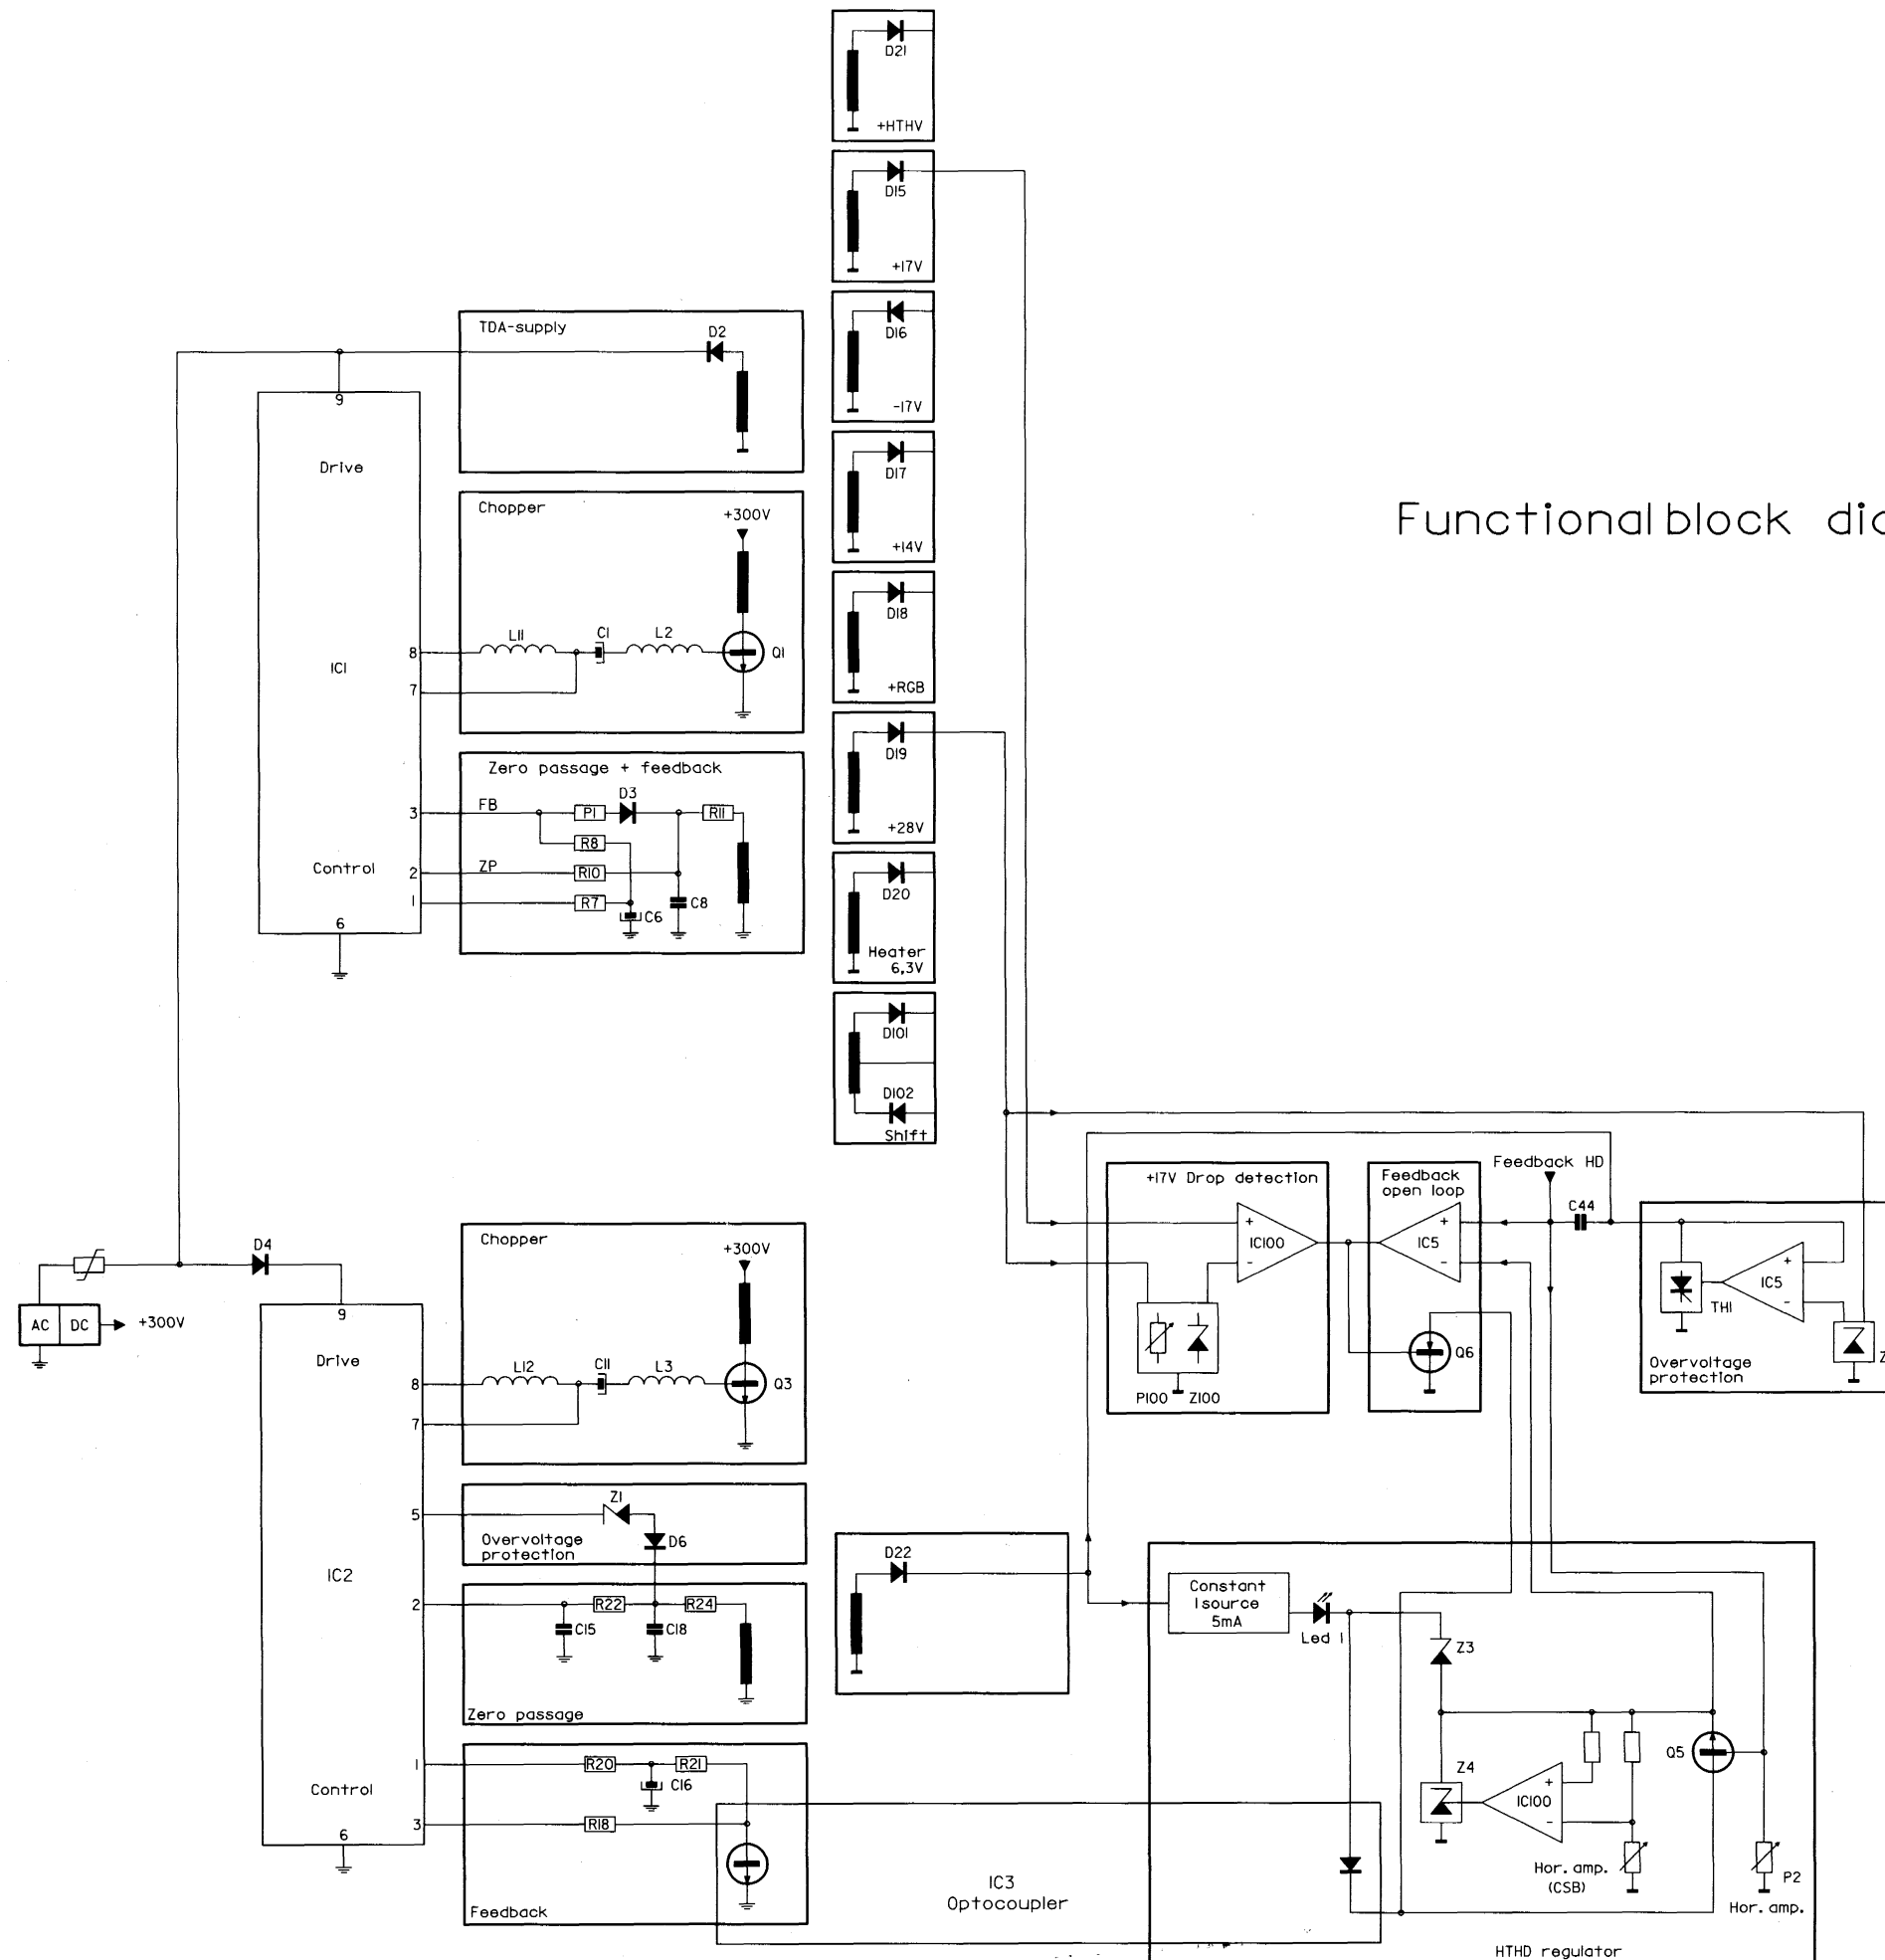 D21
+HTHV
D15
+17V
D16
-17V
D17
+14V
D18
+RGB
D19
+28V
D20
Heater
6,3V
D101
D102
Shift
TDA-supply
D2
9
Drive
IC1
8
7
3
Control
2
1
6
Chopper
+300V
L11
C1
L2
Q1
Zero passage + feedback
FB
P1
D3
R11
R8
ZP
R10
R7
C6
C8
Functional block
D4
AC
DC
+300V
9
Drive
8
7
5
IC2
2
1
Control
3
6
Chopper
+300V
L12
C11
L3
Q3
Z1
D6
Overvoltage
protection
R22
R24
C15
C18
Zero passage
R20
R21
C16
R18
Feedback
D22
IC3
Optocoupler
+17V Drop detection
+
IC100
-
P100
Z100
Feedback
open loop
+
IC5
-
Q6
Feedback HD
C44
+
IC5
-
TH1
Overvoltage
protection
Constant
I source
5mA
Led 1
Z3
Z4
+
IC100
-
Q5
Hor. amp.
(CSB)
P2
Hor. amp.
HTHD regulator